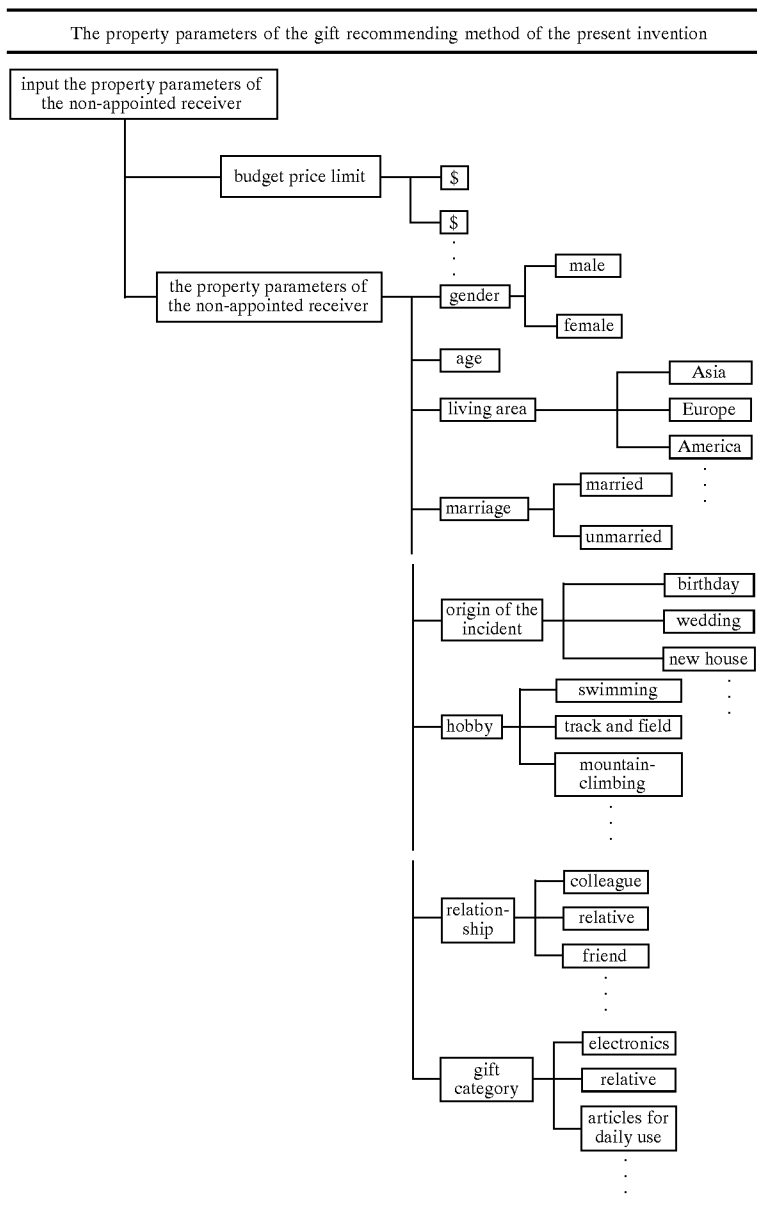 The property parameters of the gift recommending method of the present invention
input the property parameters of
the non-appointed receiver
budget price limit
$
$
the property parameters of
the non-appointed receiver
gender
male
female
age
living area
Asia
Europe
America
marriage
married
unmarried
origin of the
incident
birthday
wedding
new house
hobby
swimming
track and field
mountain-
climbing
relation-
ship
colleague
relative
friend
gift
category
electronics
relative
articles for
daily use